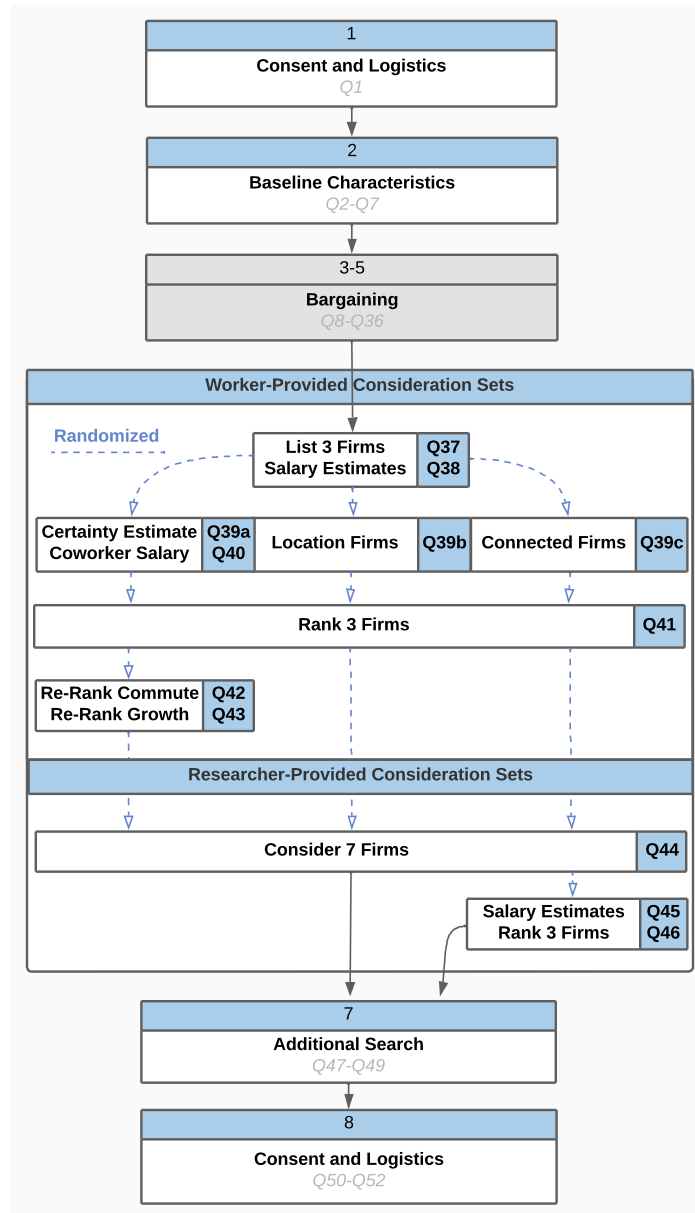 1
Consent and Logistics
Q1
2
Baseline Characteristics
Q2-Q7
3-5
Bargaining
Q8-Q36
Worker-Provided Consideration Sets
Randomized
List 3 Firms
Salary Estimates
Q37
Q38
Certainty Estimate
Coworker Salary
Q39a
Q40
Location Firms
Q39b
Connected Firms
Q39c
Rank 3 Firms
Q41
Re-Rank Commute
Re-Rank Growth
Q42
Q43
Researcher-Provided Consideration Sets
Consider 7 Firms
Q44
Salary Estimates
Rank 3 Firms
Q45
Q46
7
Additional Search
Q47-Q49
8
Consent and Logistics
Q50-Q52